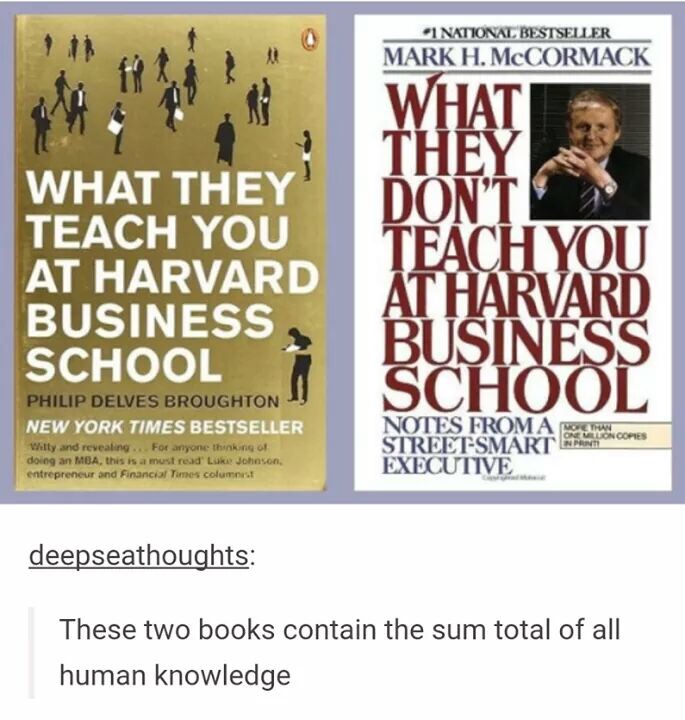 WHAT THEY
TEACH YOU
AT HARVARD
BUSINESS
SCHOOL
PHILIP DELVES BROUGHTON
NEW YORK TIMES BESTSELLER
'Witty and revealing ... For anyone thinking of
doing an MBA, this is a must read' Luke Johnson,
entrepreneur and Financial Times columnist
#1 NATIONAL BESTSELLER
MARK H. McCORMACK
WHAT
THEY
DON'T
TEACH YOU
AT HARVARD
BUSINESS
SCHOOL
NOTES FROM A
STREET-SMART
EXECUTIVE
MORE THAN
ONE MILLION COPIES
IN PRINT!
Copyrighted Material
deepseathoughts:
These two books contain the sum total of all
human knowledge